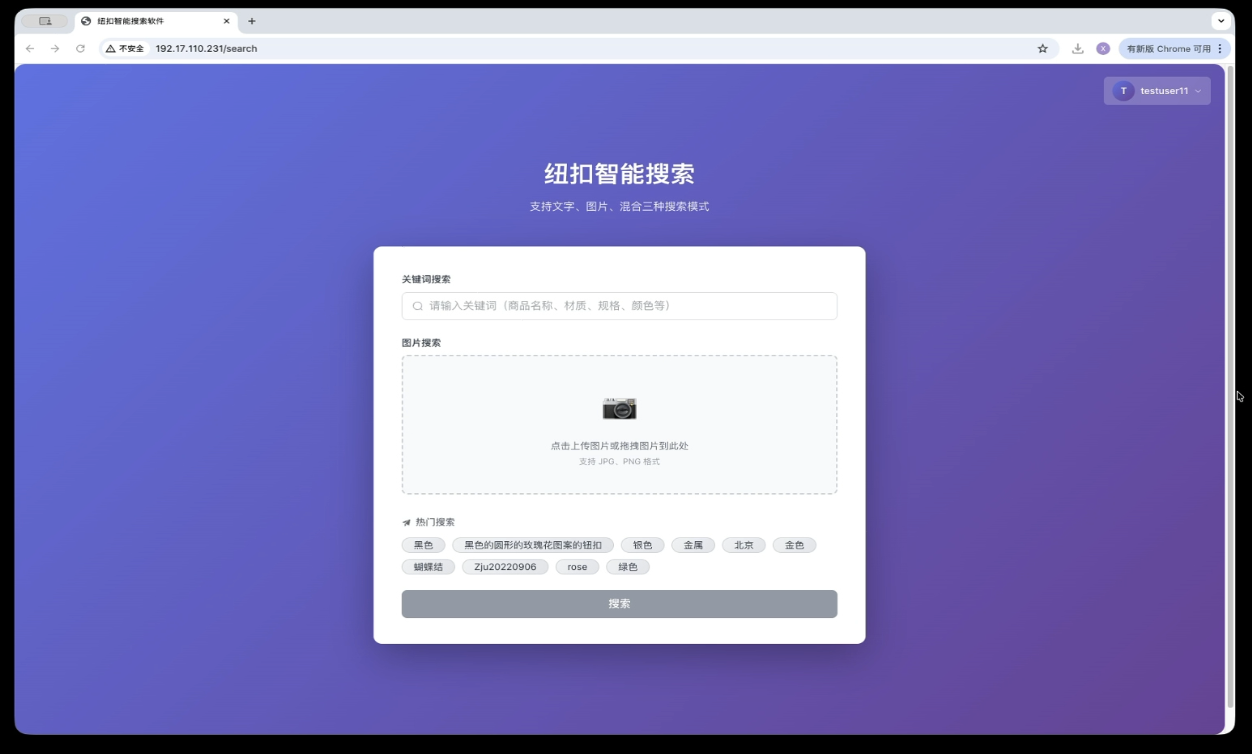 纽扣智能搜索软件
不安全 192.17.110.231/search
X
有新版 Chrome 可用
T testuser11
纽扣智能搜索
支持文字、图片、混合三种搜索模式
关键词搜索
请输入关键词（商品名称、材质、规格、颜色等）
图片搜索
点击上传图片或拖拽图片到此处
支持 JPG、PNG 格式
热门搜索
黑色 黑色的圆形的玫瑰花图案的钮扣 银色 金属 北京 金色
蝴蝶结 Zju20220906 rose 绿色
搜索